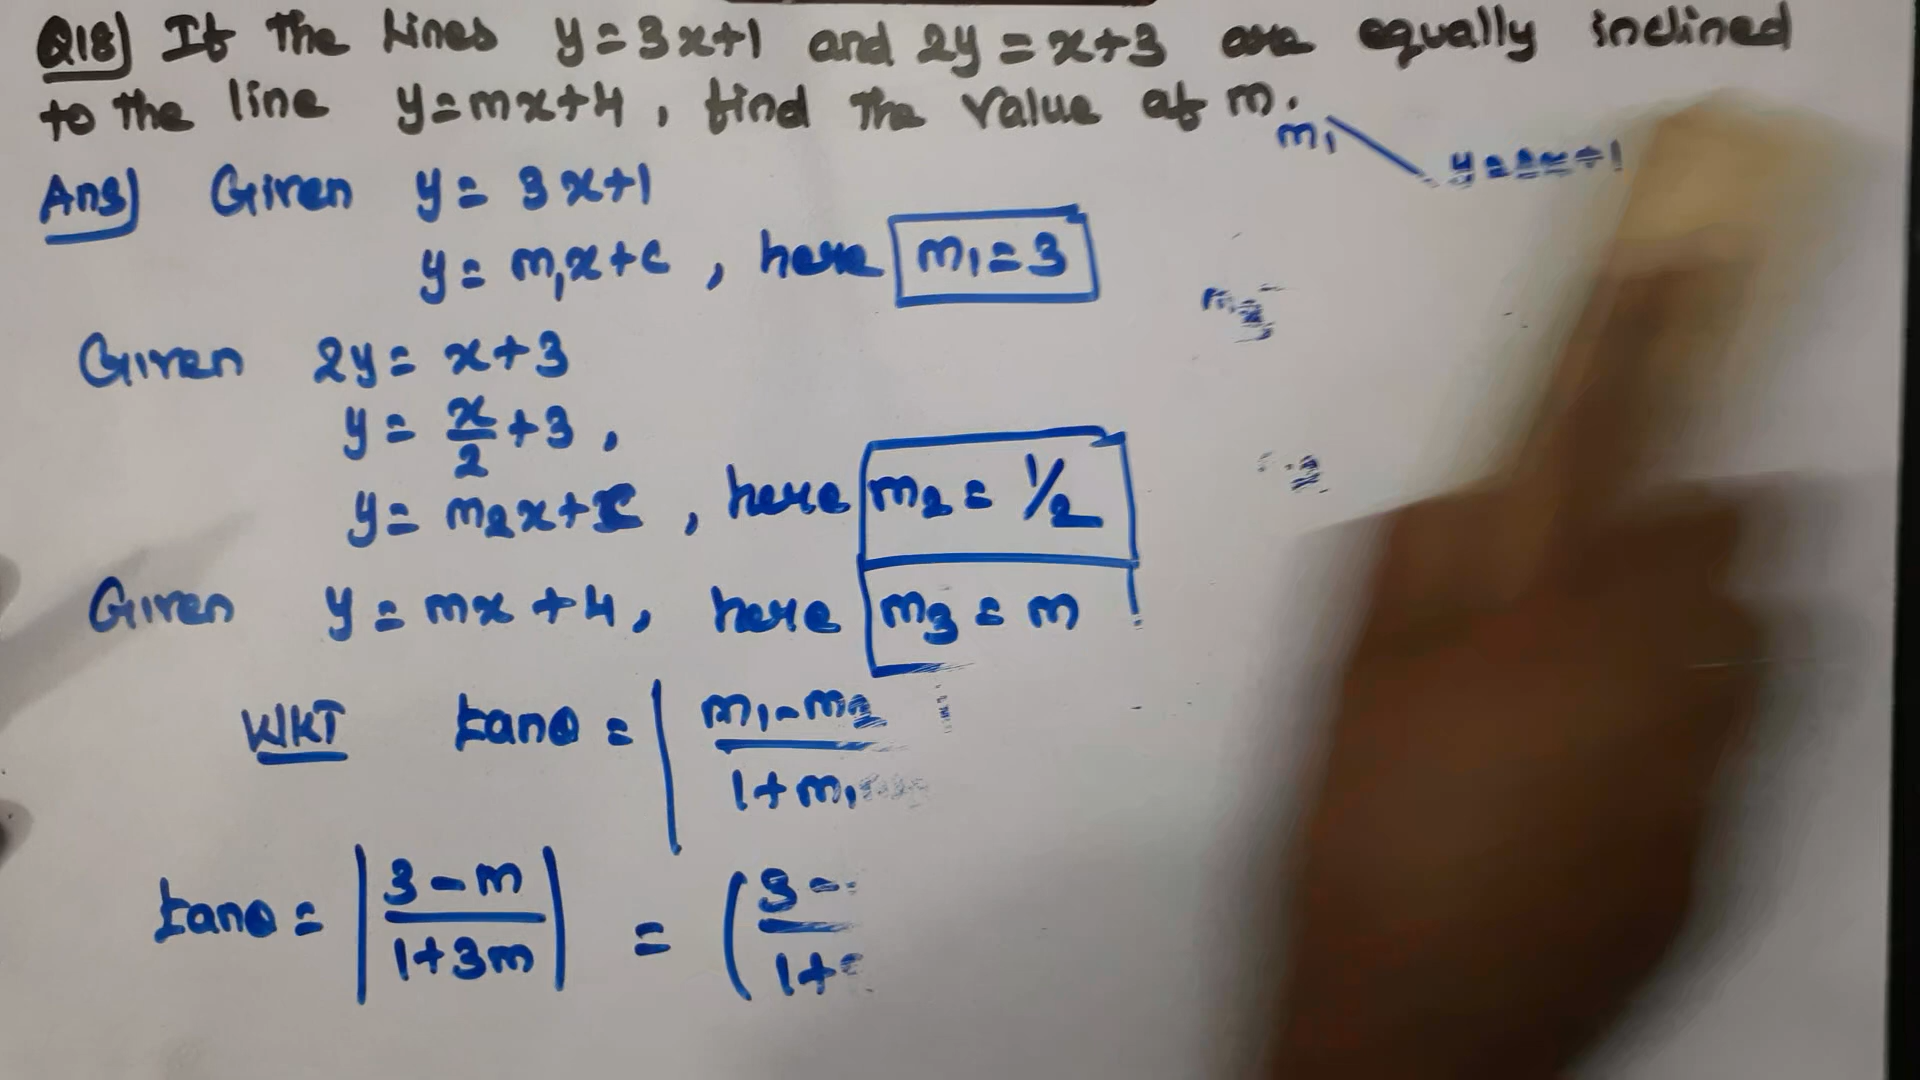 Q18) If the lines y=3x+1 and 2y=x+3 are equally inclined
to the line y=mx+4, find the value of m.
m₁
Ans) Given y= 3x+1
y= m₁x+c, here m₁=3
Given 2y= x+3
y= x/2+3,
y= m₂x+c, here m₂= 1/2
Given y=mx+4, here m₃=m
WKT tanθ = | m₁-m₂ / 1+m₁
tanθ = | 3-m / 1+3m | = ( 3- / 1+